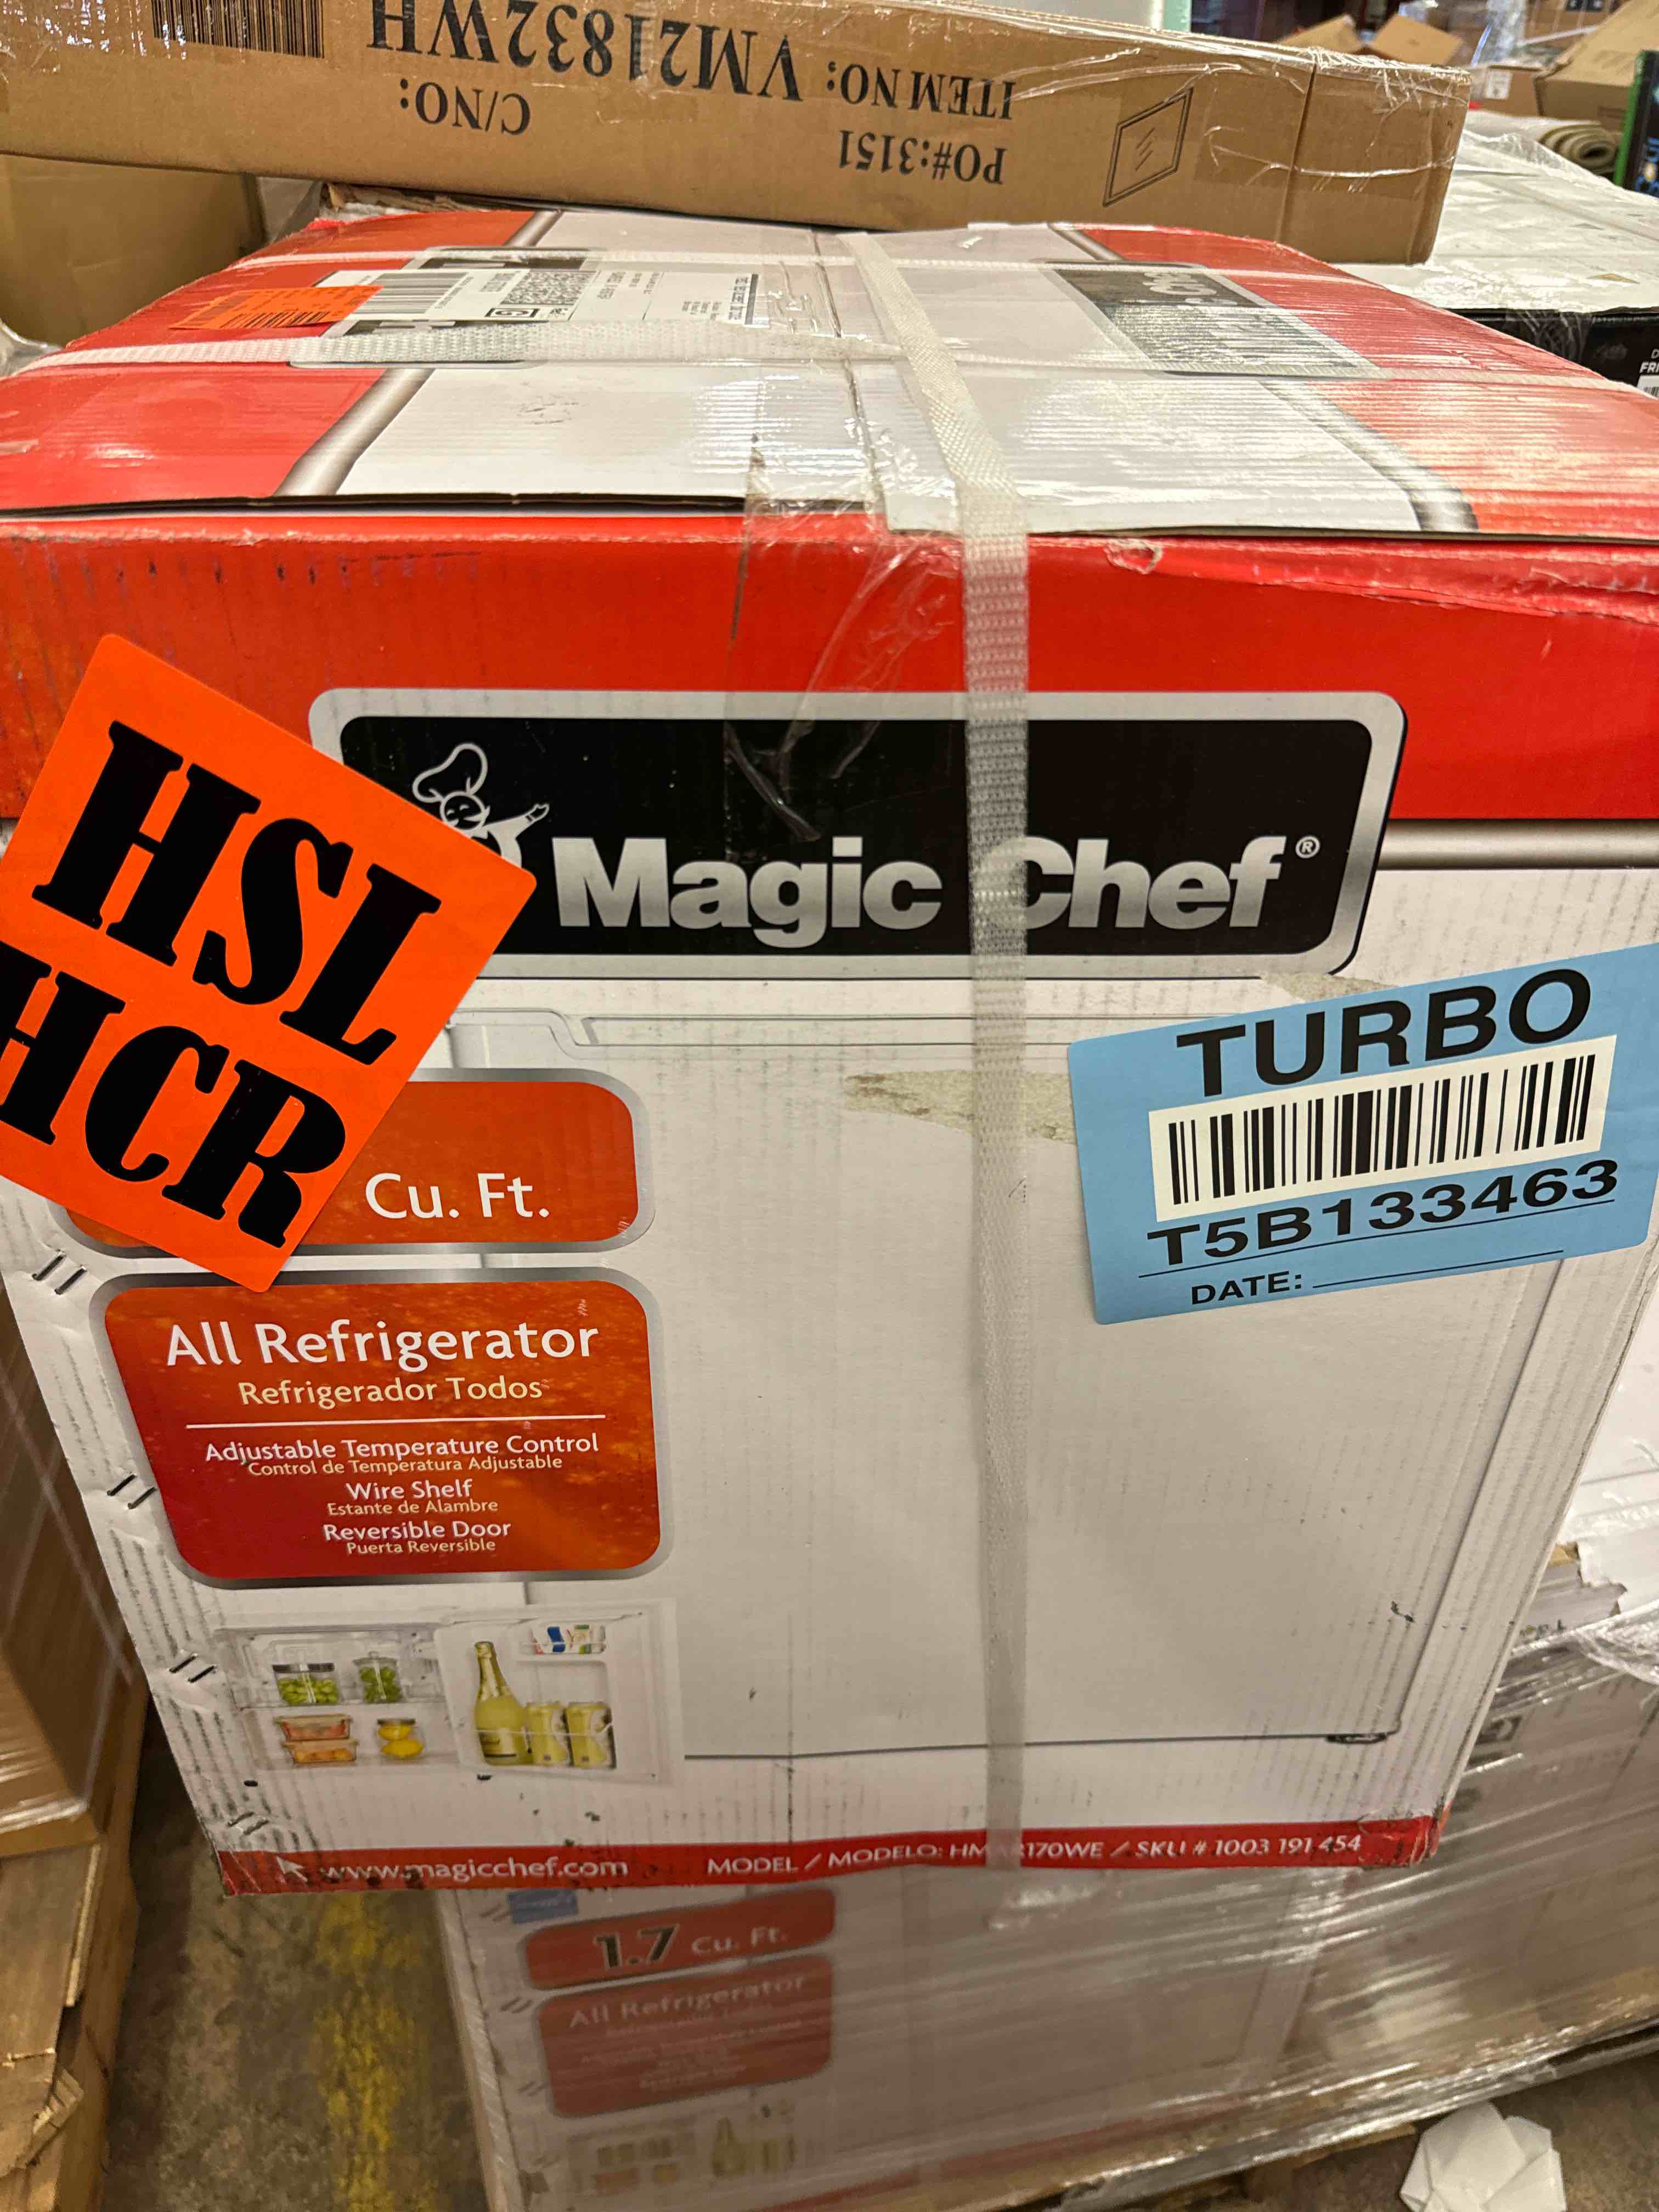 ITEM NO: VM21832WH
C/NO:
PO#:3151
HSL
HCR
Magic Chef®
Cu. Ft.
TURBO
T5B133463
DATE:
All Refrigerator
Refrigerador Todos
Adjustable Temperature Control
Control de Temperatura Adjustable
Wire Shelf
Estante de Alambre
Reversible Door
Puerta Reversible
www.magicchef.com
MODEL / MODELO: HM R170WE / SKU # 1003 191 454
1.7 Cu. Ft.
All Refrigerator